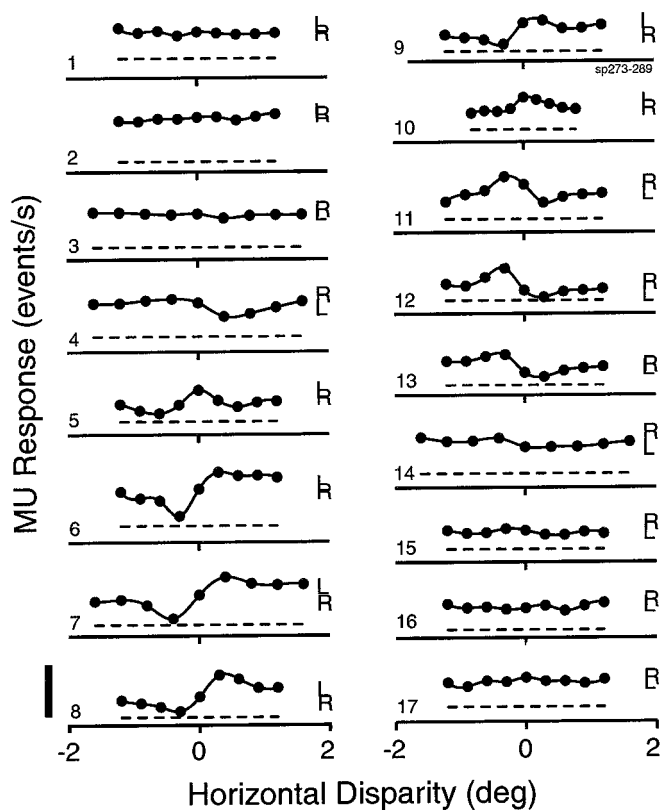 MU Response (events/s)
L
R
1
L
R
2
R
L
3
R
L
4
L
R
5
L
R
6
L
R
7
L
R
8
-2 0 2
L
R
9
sp273-289
L
R
10
R
L
11
R
L
12
R
13
R
L
14
R
L
15
R
L
16
R
L
17
-2 0 2
Horizontal Disparity (deg)